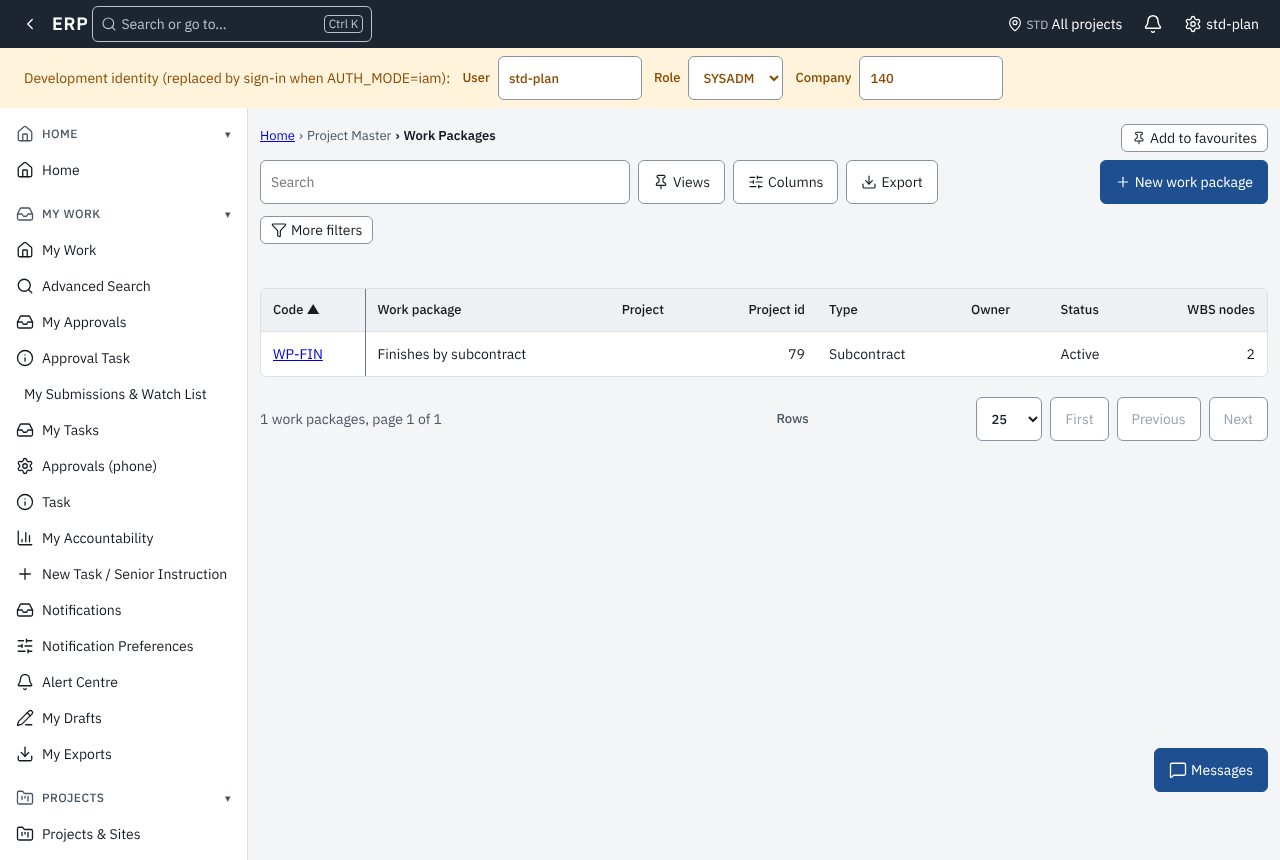 ERP Search or go to... Ctrl K STD All projects std-plan
Development identity (replaced by sign-in when AUTH_MODE=iam): User std-plan Role SYSADM Company 140
HOME
Home
MY WORK
My Work
Advanced Search
My Approvals
Approval Task
My Submissions & Watch List
My Tasks
Approvals (phone)
Task
My Accountability
New Task / Senior Instruction
Notifications
Notification Preferences
Alert Centre
My Drafts
My Exports
PROJECTS
Projects & Sites
Home › Project Master › Work Packages
Add to favourites
Search Views Columns Export New work package
More filters
Code ▲ Work package Project Project id Type Owner Status WBS nodes
WP-FIN Finishes by subcontract 79 Subcontract Active 2
1 work packages, page 1 of 1 Rows 25 First Previous Next
Messages